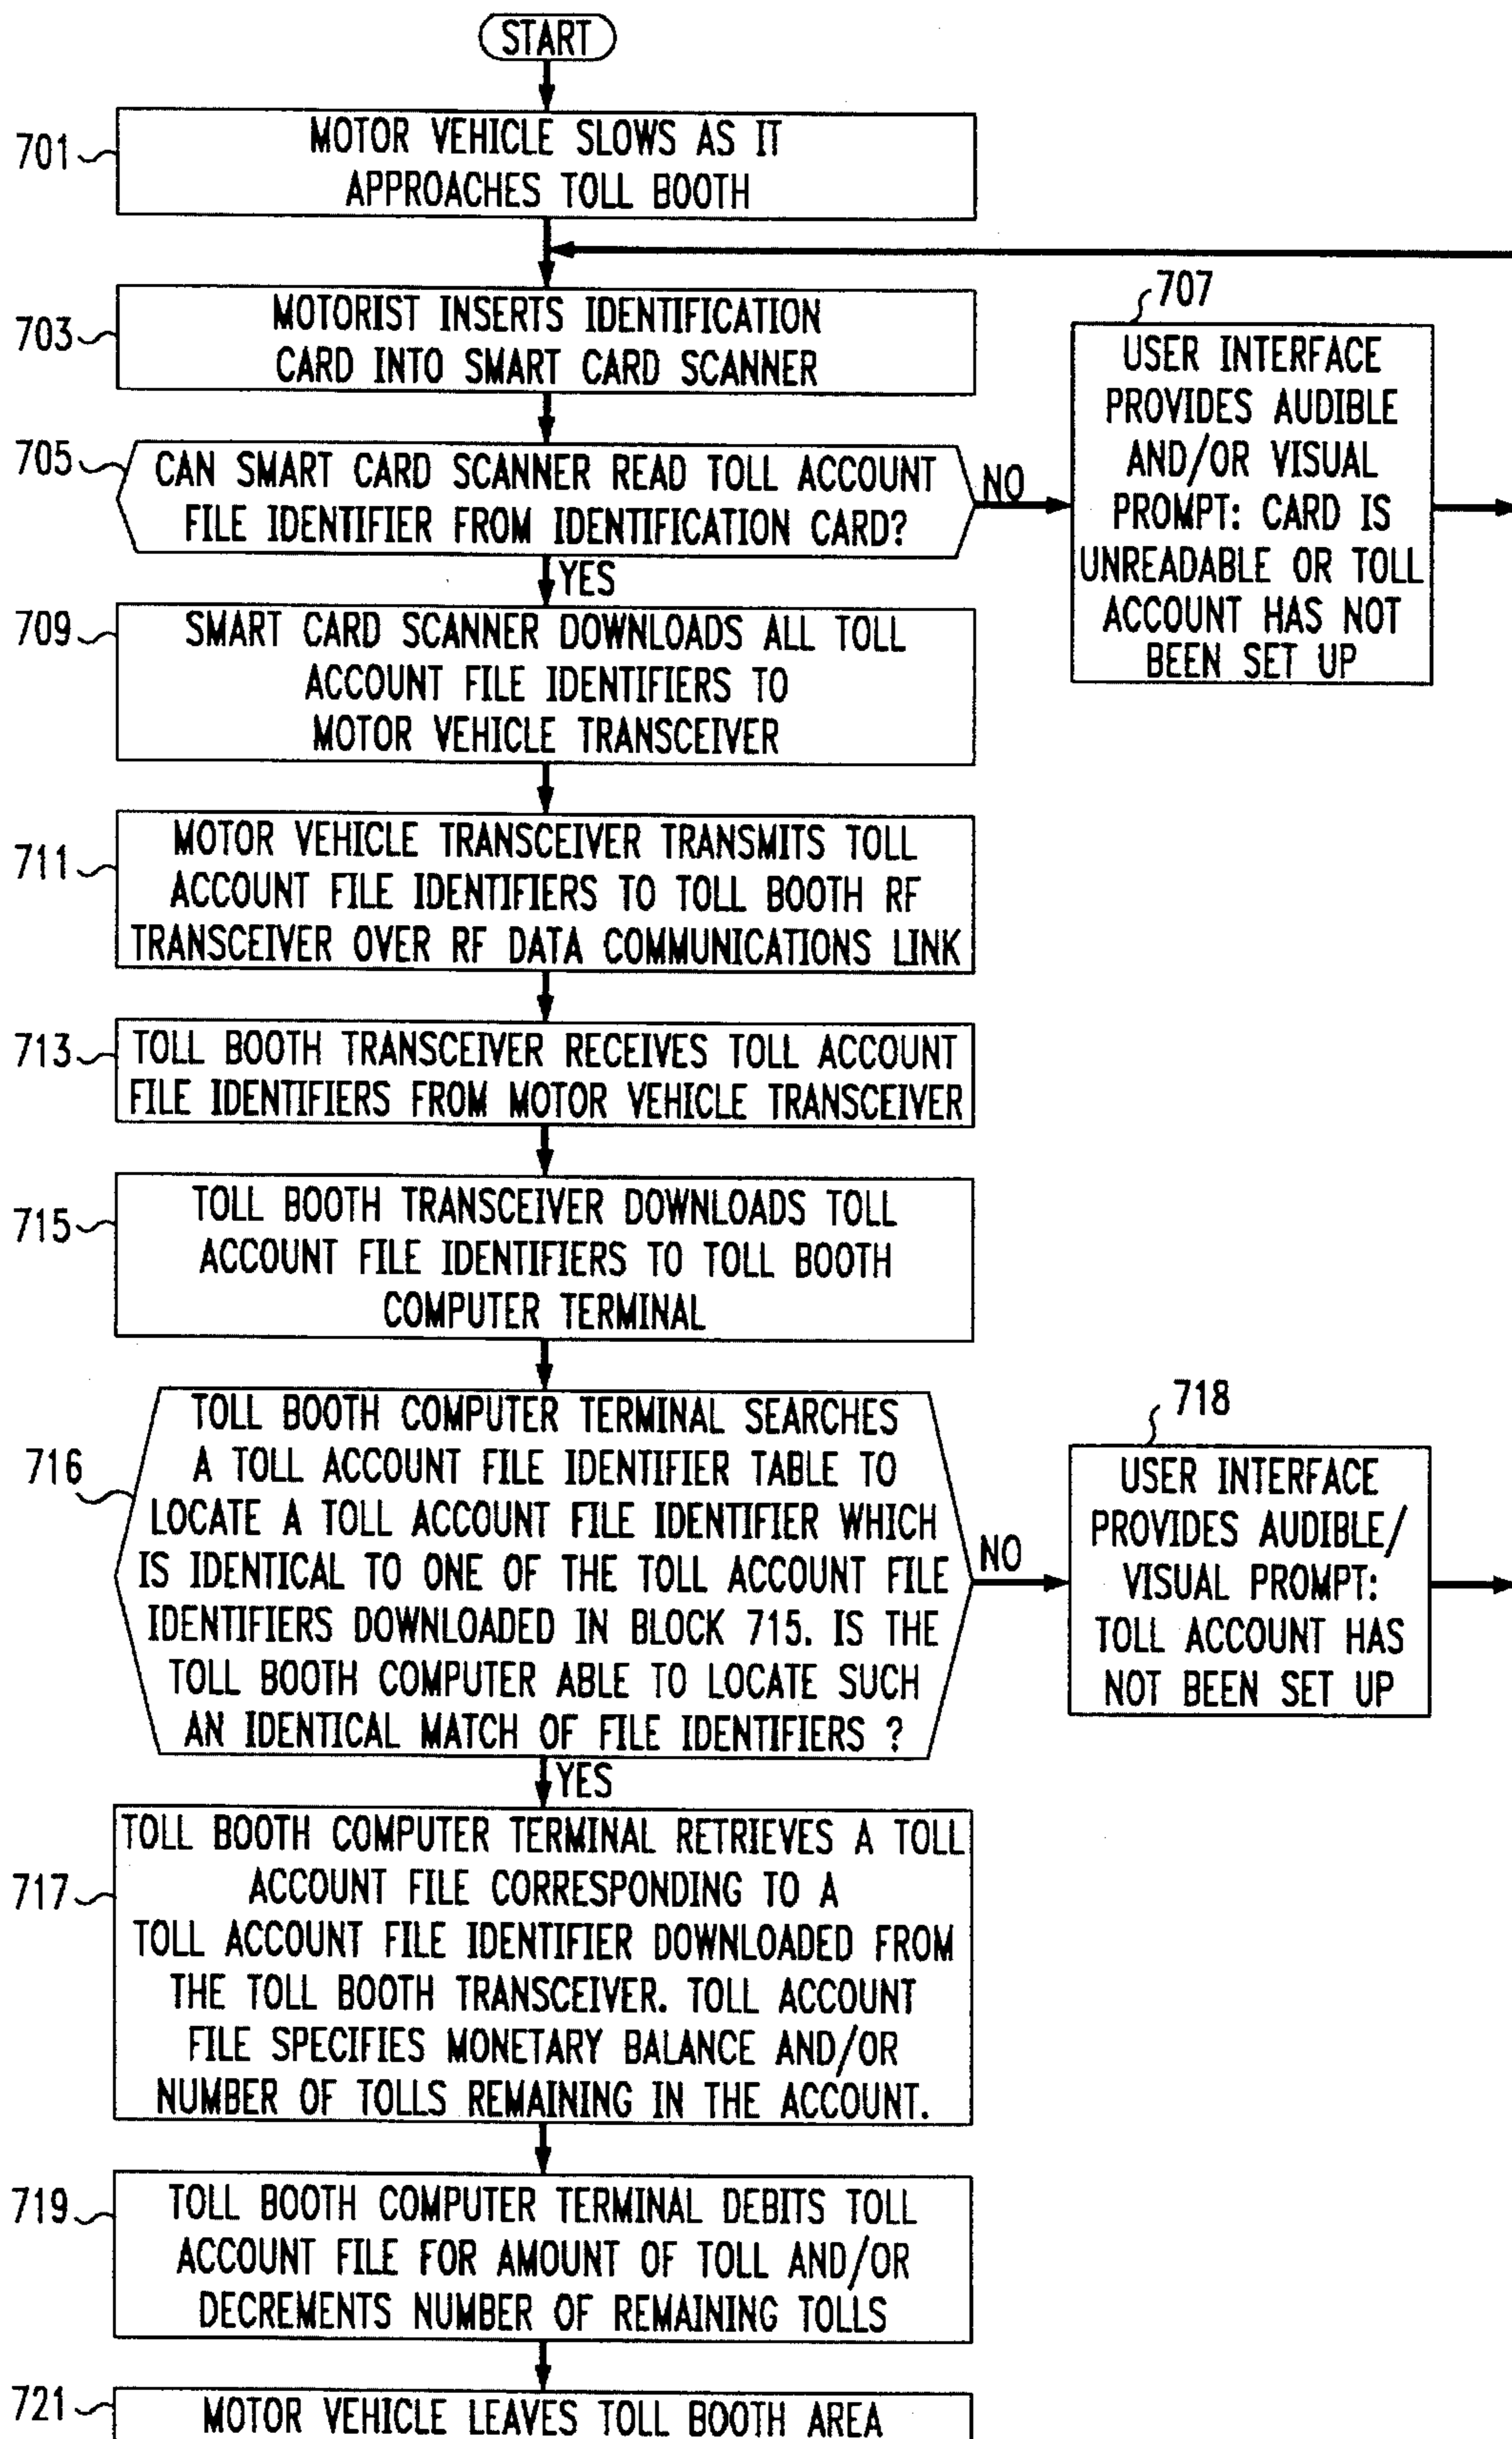 START
701
MOTOR VEHICLE SLOWS AS IT
APPROACHES TOLL BOOTH
703
MOTORIST INSERTS IDENTIFICATION
CARD INTO SMART CARD SCANNER
705
CAN SMART CARD SCANNER READ TOLL ACCOUNT
FILE IDENTIFIER FROM IDENTIFICATION CARD?
NO
707
USER INTERFACE
PROVIDES AUDIBLE
AND/OR VISUAL
PROMPT: CARD IS
UNREADABLE OR TOLL
ACCOUNT HAS NOT
BEEN SET UP
YES
709
SMART CARD SCANNER DOWNLOADS ALL TOLL
ACCOUNT FILE IDENTIFIERS TO
MOTOR VEHICLE TRANSCEIVER
711
MOTOR VEHICLE TRANSCEIVER TRANSMITS TOLL
ACCOUNT FILE IDENTIFIERS TO TOLL BOOTH RF
TRANSCEIVER OVER RF DATA COMMUNICATIONS LINK
713
TOLL BOOTH TRANSCEIVER RECEIVES TOLL ACCOUNT
FILE IDENTIFIERS FROM MOTOR VEHICLE TRANSCEIVER
715
TOLL BOOTH TRANSCEIVER DOWNLOADS TOLL
ACCOUNT FILE IDENTIFIERS TO TOLL BOOTH
COMPUTER TERMINAL
716
TOLL BOOTH COMPUTER TERMINAL SEARCHES
A TOLL ACCOUNT FILE IDENTIFIER TABLE TO
LOCATE A TOLL ACCOUNT FILE IDENTIFIER WHICH
IS IDENTICAL TO ONE OF THE TOLL ACCOUNT FILE
IDENTIFIERS DOWNLOADED IN BLOCK 715. IS THE
TOLL BOOTH COMPUTER ABLE TO LOCATE SUCH
AN IDENTICAL MATCH OF FILE IDENTIFIERS ?
NO
718
USER INTERFACE
PROVIDES AUDIBLE/
VISUAL PROMPT:
TOLL ACCOUNT HAS
NOT BEEN SET UP
YES
717
TOLL BOOTH COMPUTER TERMINAL RETRIEVES A TOLL
ACCOUNT FILE CORRESPONDING TO A
TOLL ACCOUNT FILE IDENTIFIER DOWNLOADED FROM
THE TOLL BOOTH TRANSCEIVER. TOLL ACCOUNT
FILE SPECIFIES MONETARY BALANCE AND/OR
NUMBER OF TOLLS REMAINING IN THE ACCOUNT.
719
TOLL BOOTH COMPUTER TERMINAL DEBITS TOLL
ACCOUNT FILE FOR AMOUNT OF TOLL AND/OR
DECREMENTS NUMBER OF REMAINING TOLLS
721
MOTOR VEHICLE LEAVES TOLL BOOTH AREA